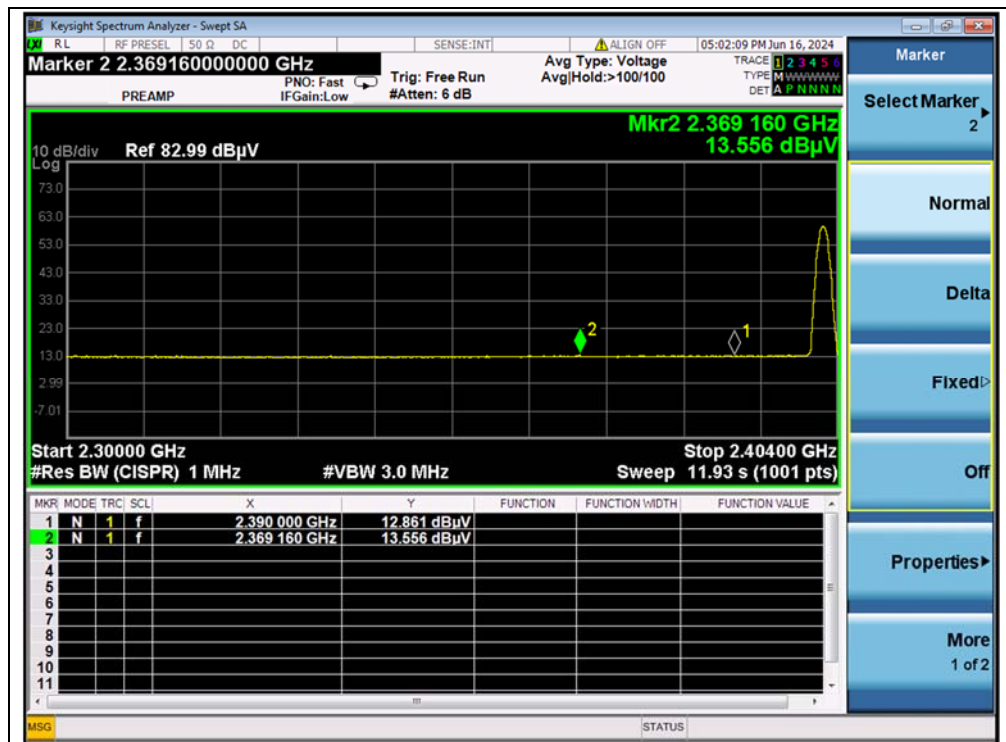 Keysight Spectrum Analyzer - Swept SA
LXI RL RF PRESEL 50 Ω DC SENSE:INT ALIGN OFF 05:02:09 PM Jun 16, 2024
Marker 2 2.369160000000 GHz
PREAMP
PNO: Fast
IFGain:Low
Trig: Free Run
#Atten: 6 dB
Avg Type: Voltage
Avg|Hold:>100/100
TRACE 1 2 3 4 5 6
TYPE M WWWWW
DET A P N N N N
Mkr2 2.369 160 GHz
13.556 dBµV
10 dB/div Ref 82.99 dBµV
Log
73.0
63.0
53.0
43.0
33.0
23.0
13.0
2.99
-7.01
2
1
Start 2.30000 GHz Stop 2.40400 GHz
#Res BW (CISPR) 1 MHz #VBW 3.0 MHz Sweep 11.93 s (1001 pts)
MKR MODE TRC SCL X Y FUNCTION FUNCTION WIDTH FUNCTION VALUE
1 N 1 f 2.390 000 GHz 12.861 dBµV
2 N 1 f 2.369 160 GHz 13.556 dBµV
3
4
5
6
7
8
9
10
11
MSG STATUS
Marker
Select Marker
2
Normal
Delta
Fixed
Off
Properties
More
1 of 2